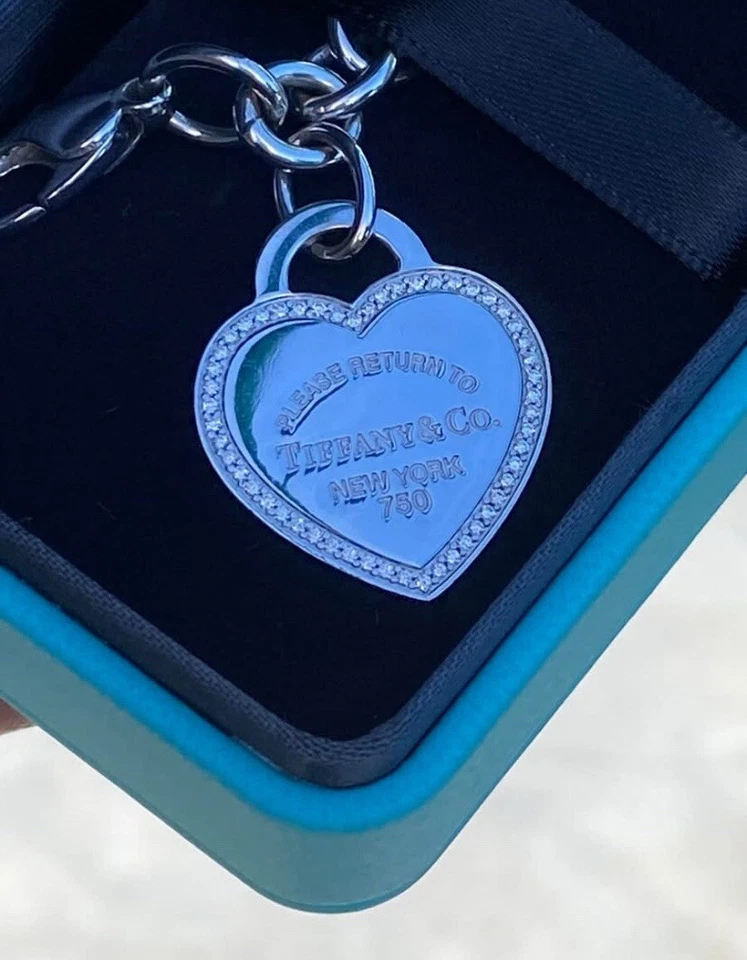 PLEASE RETURN TO
TIFFANY & CO.
NEW YORK
750